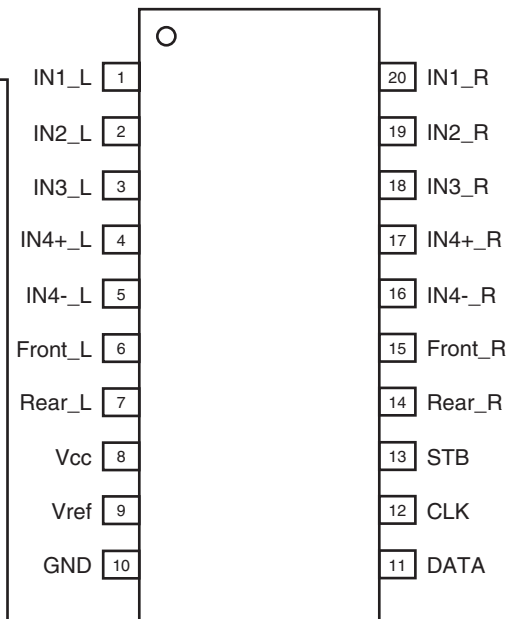 IN1_L 1 20 IN1_R
IN2_L 2 19 IN2_R
IN3_L 3 18 IN3_R
IN4+_L 4 17 IN4+_R
IN4-_L 5 16 IN4-_R
Front_L 6 15 Front_R
Rear_L 7 14 Rear_R
Vcc 8 13 STB
Vref 9 12 CLK
GND 10 11 DATA